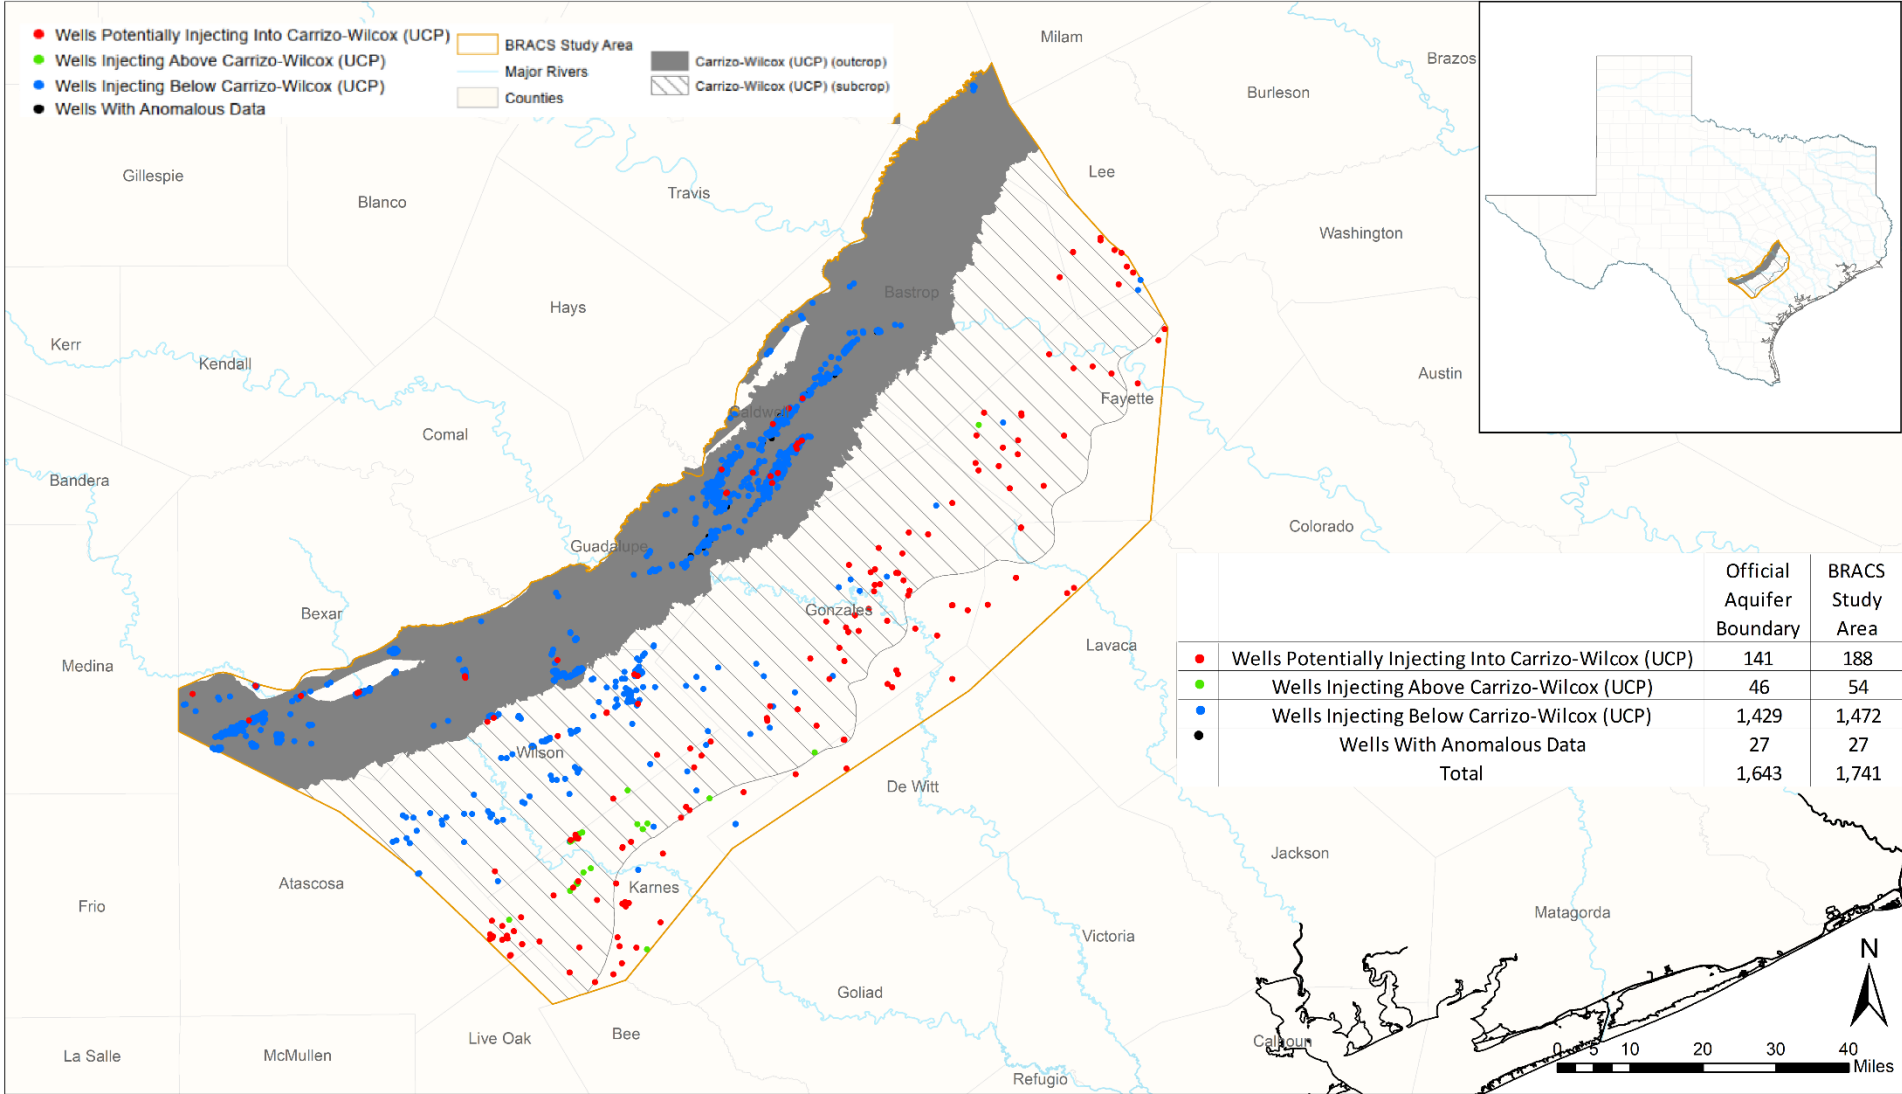 Wells Potentially Injecting Into Carrizo-Wilcox (UCP)
Wells Injecting Above Carrizo-Wilcox (UCP)
Wells Injecting Below Carrizo-Wilcox (UCP)
Wells With Anomalous Data
BRACS Study Area
Major Rivers
Counties
Carrizo-Wilcox (UCP) (outcrop)
Carrizo-Wilcox (UCP) (subcrop)
Milam
Brazos
Burleson
Gillespie
Blanco
Travis
Lee
Washington
Hays
Bastrop
Kerr
Kendall
Austin
Fayette
Caldwell
Comal
Bandera
Colorado
Guadalupe
Bexar
Gonzales
Medina
Lavaca
Wilson
De Witt
Atascosa
Karnes
Frio
Jackson
Matagorda
Victoria
Goliad
Live Oak
Bee
La Salle
McMullen
Calhoun
Refugio
Official Aquifer Boundary
BRACS Study Area
Wells Potentially Injecting Into Carrizo-Wilcox (UCP) 141 188
Wells Injecting Above Carrizo-Wilcox (UCP) 46 54
Wells Injecting Below Carrizo-Wilcox (UCP) 1,429 1,472
Wells With Anomalous Data 27 27
Total 1,643 1,741
N
0 5 10 20 30 40
Miles